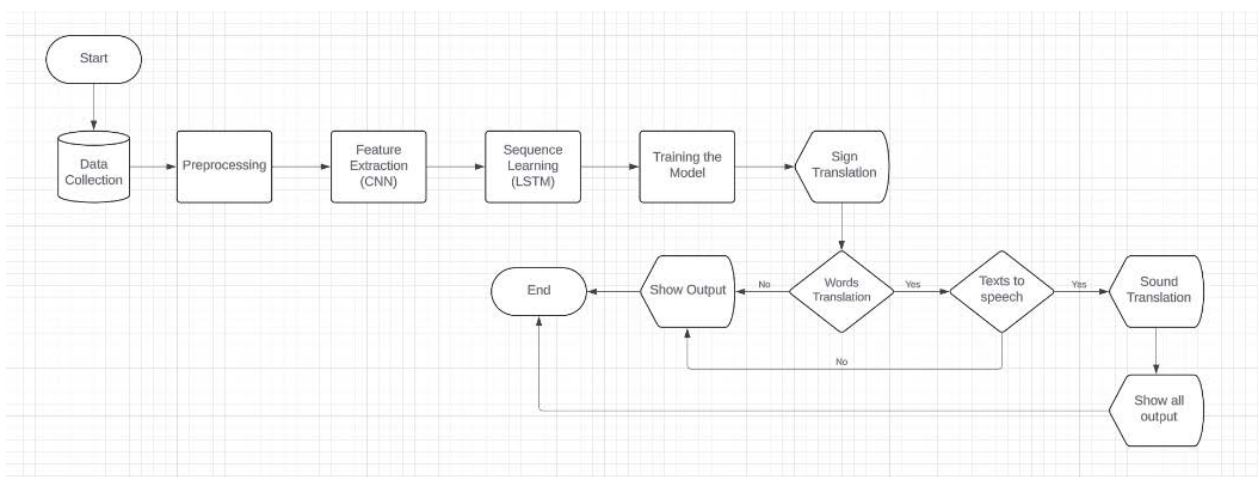 Start
Data
Collection
Preprocessing
Feature
Extraction
(CNN)
Sequence
Learning
(LSTM)
Training the
Model
Sign
Translation
End
Show Output
No
Words
Translation
Yes
Texts to
speech
Yes
Sound
Translation
No
Show all
output